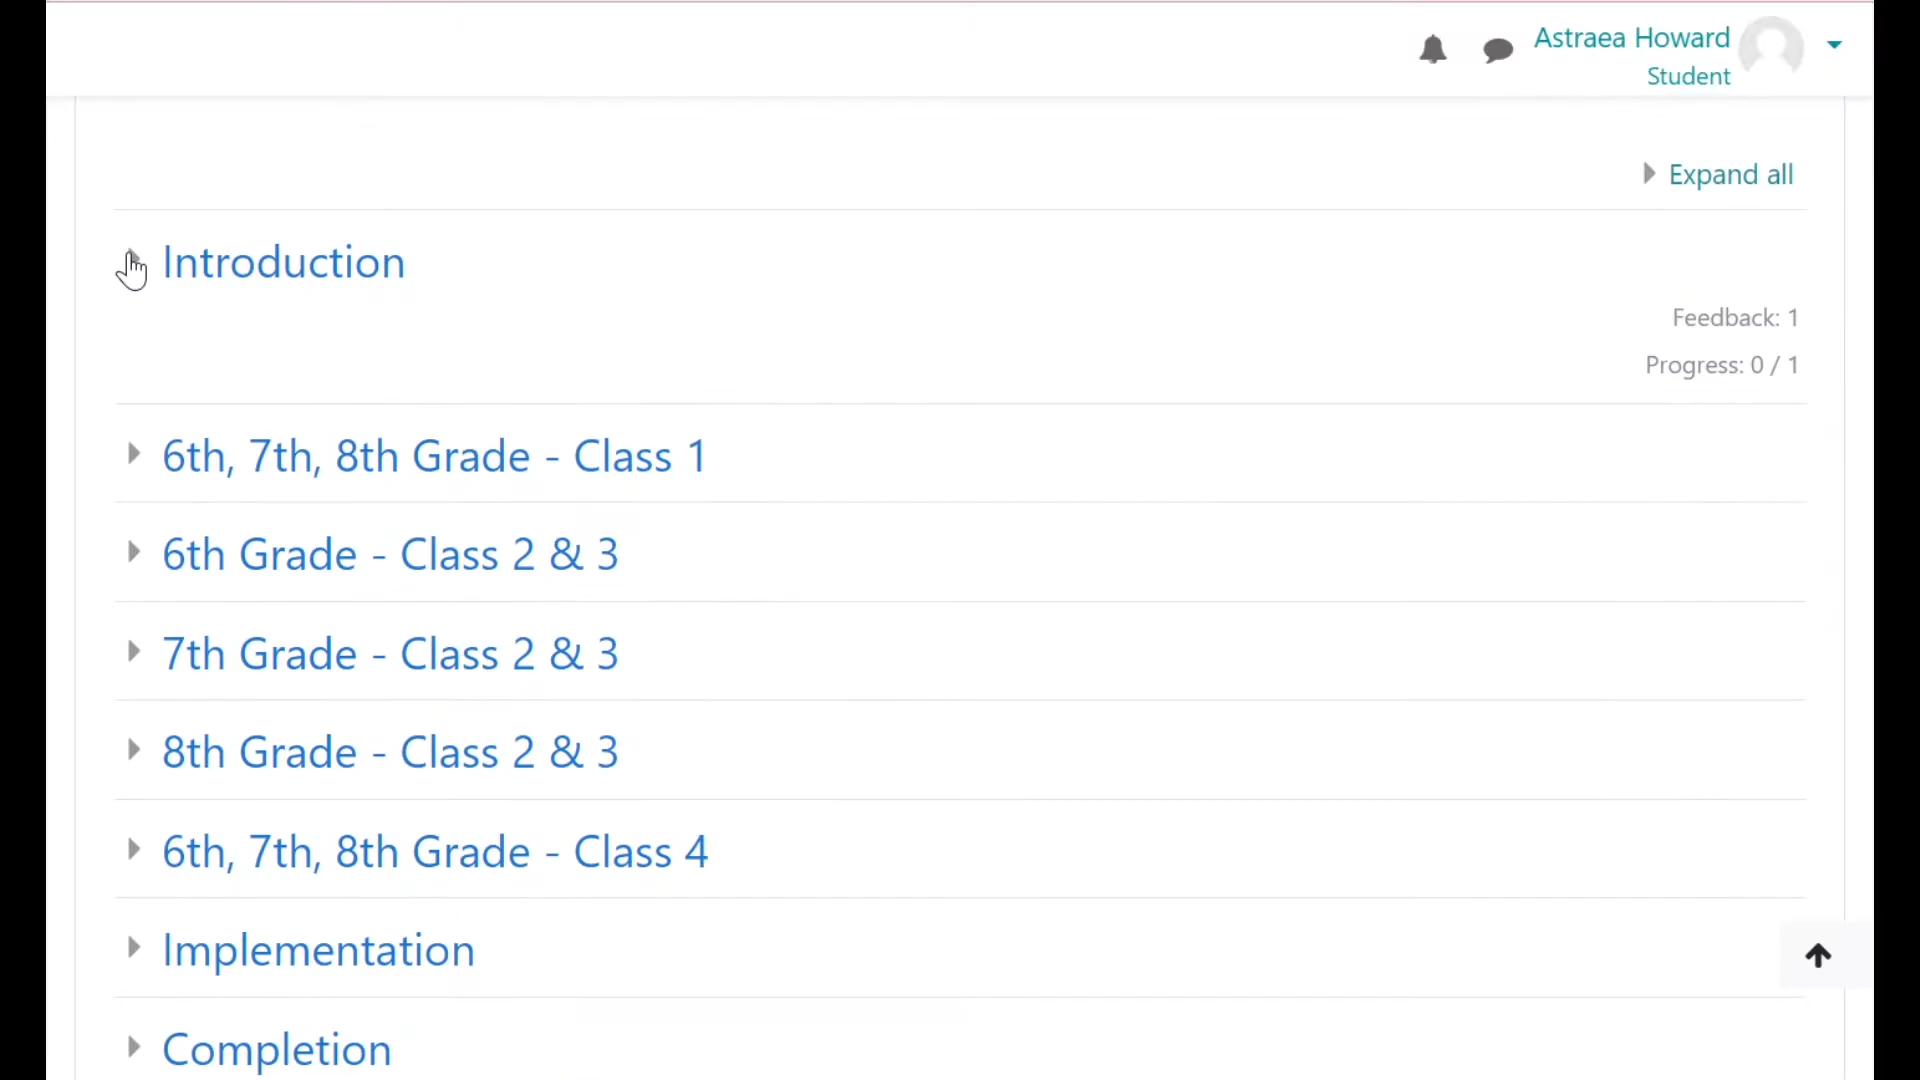 Astraea Howard
Student
Expand all
Introduction
Feedback: 1
Progress: 0 / 1
6th, 7th, 8th Grade - Class 1
6th Grade - Class 2 & 3
7th Grade - Class 2 & 3
8th Grade - Class 2 & 3
6th, 7th, 8th Grade - Class 4
Implementation
Completion